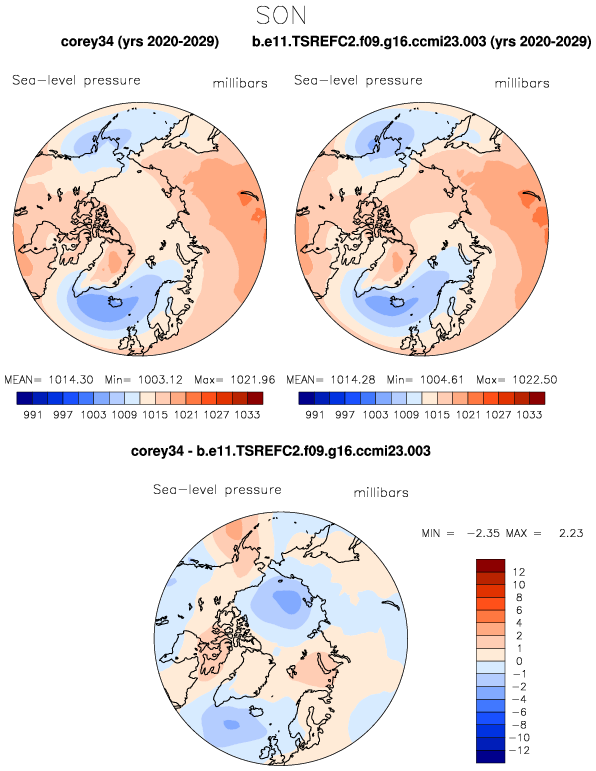 SON
corey34 (yrs 2020-2029) b.e11.TSREFC2.f09.g16.ccmi23.003 (yrs 2020-2029)
Sea-level pressure millibars Sea-level pressure millibars
MEAN= 1014.30 Min= 1003.12 Max= 1021.96 MEAN= 1014.28 Min= 1004.61 Max= 1022.50
991 997 1003 1009 1015 1021 1027 1033 991 997 1003 1009 1015 1021 1027 1033
corey34 - b.e11.TSREFC2.f09.g16.ccmi23.003
Sea-level pressure millibars
MIN = -2.35 MAX = 2.23
12
10
8
6
4
2
1
0
-1
-2
-4
-6
-8
-10
-12